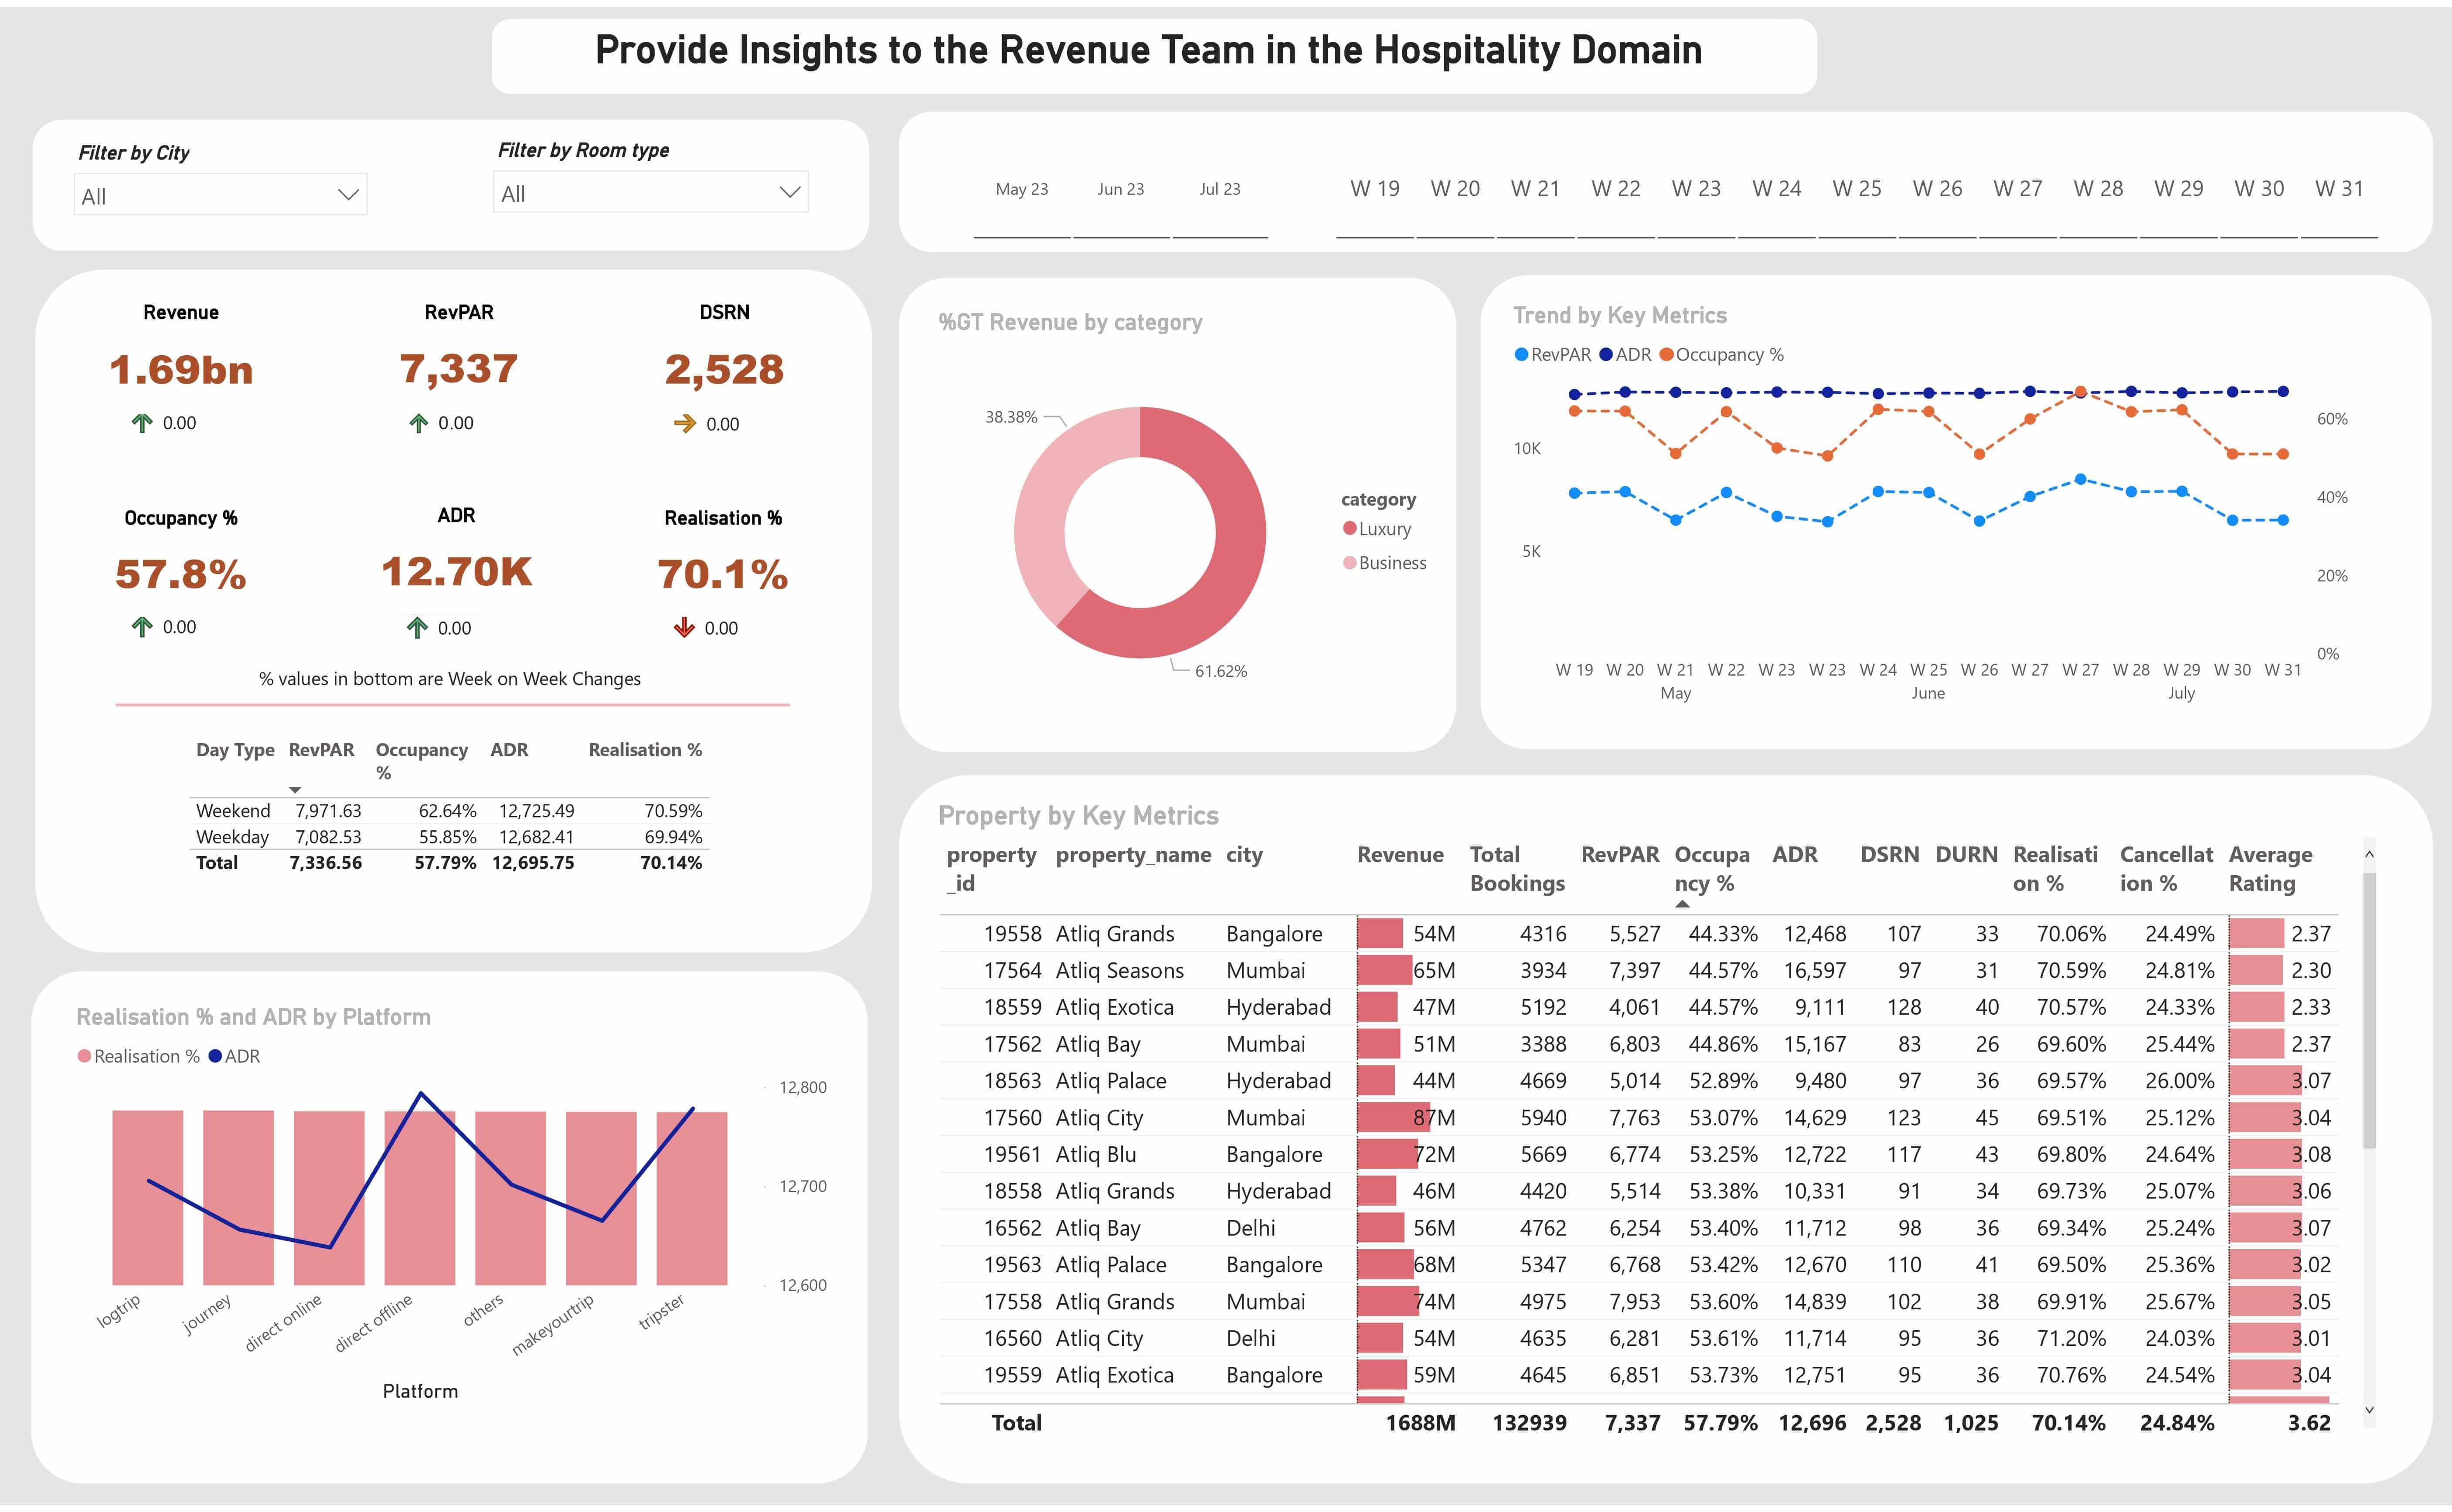 Provide Insights to the Revenue Team in the Hospitality Domain
Filter by City
All
Filter by Room type
All
May 23 Jun 23 Jul 23
W 19 W 20 W 21 W 22 W 23 W 24 W 25 W 26 W 27 W 28 W 29 W 30 W 31
Revenue RevPAR DSRN
1.69bn 7,337 2,528
0.00 0.00 0.00
Occupancy % ADR Realisation %
57.8% 12.70K 70.1%
0.00 0.00 0.00
% values in bottom are Week on Week Changes
Day Type RevPAR Occupancy % ADR Realisation %
Weekend 7,971.63 62.64% 12,725.49 70.59%
Weekday 7,082.53 55.85% 12,682.41 69.94%
Total 7,336.56 57.79% 12,695.75 70.14%
%GT Revenue by category
38.38%
61.62%
category
Luxury
Business
Trend by Key Metrics
RevPAR ADR Occupancy %
10K
5K
60%
40%
20%
0%
W 19 W 20 W 21 W 22 W 23 W 23 W 24 W 25 W 26 W 27 W 27 W 28 W 29 W 30 W 31
May June July
Realisation % and ADR by Platform
Realisation % ADR
12,800
12,700
12,600
logtrip journey direct online direct offline others makeyourtrip tripster
Platform
Property by Key Metrics
property property_name city Revenue Total RevPAR Occupa ADR DSRN DURN Realisati Cancellat Average
_id Bookings ncy % on % ion % Rating
19558 Atliq Grands Bangalore 54M 4316 5,527 44.33% 12,468 107 33 70.06% 24.49% 2.37
17564 Atliq Seasons Mumbai 65M 3934 7,397 44.57% 16,597 97 31 70.59% 24.81% 2.30
18559 Atliq Exotica Hyderabad 47M 5192 4,061 44.57% 9,111 128 40 70.57% 24.33% 2.33
17562 Atliq Bay Mumbai 51M 3388 6,803 44.86% 15,167 83 26 69.60% 25.44% 2.37
18563 Atliq Palace Hyderabad 44M 4669 5,014 52.89% 9,480 97 36 69.57% 26.00% 3.07
17560 Atliq City Mumbai 87M 5940 7,763 53.07% 14,629 123 45 69.51% 25.12% 3.04
19561 Atliq Blu Bangalore 72M 5669 6,774 53.25% 12,722 117 43 69.80% 24.64% 3.08
18558 Atliq Grands Hyderabad 46M 4420 5,514 53.38% 10,331 91 34 69.73% 25.07% 3.06
16562 Atliq Bay Delhi 56M 4762 6,254 53.40% 11,712 98 36 69.34% 25.24% 3.07
19563 Atliq Palace Bangalore 68M 5347 6,768 53.42% 12,670 110 41 69.50% 25.36% 3.02
17558 Atliq Grands Mumbai 74M 4975 7,953 53.60% 14,839 102 38 69.91% 25.67% 3.05
16560 Atliq City Delhi 54M 4635 6,281 53.61% 11,714 95 36 71.20% 24.03% 3.01
19559 Atliq Exotica Bangalore 59M 4645 6,851 53.73% 12,751 95 36 70.76% 24.54% 3.04
Total 1688M 132939 7,337 57.79% 12,696 2,528 1,025 70.14% 24.84% 3.62